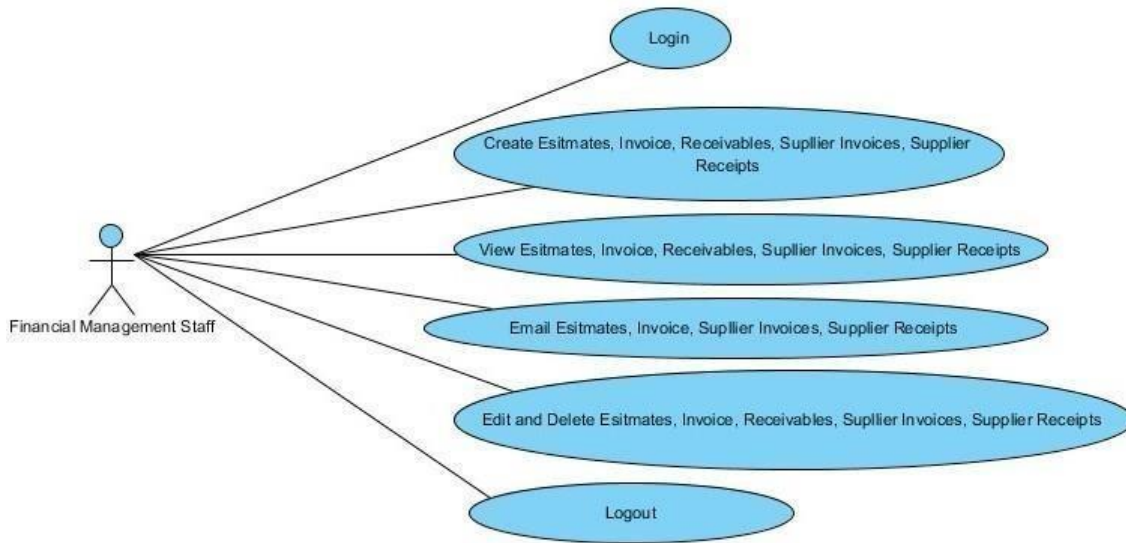 Login
Create Esitmates, Invoice, Receivables, Supllier Invoices, Supplier
Receipts
View Esitmates, Invoice, Receivables, Supllier Invoices, Supplier Receipts
Financial Management Staff
Email Esitmates, Invoice, Supllier Invoices, Supplier Receipts
Edit and Delete Esitmates, Invoice, Receivables, Supllier Invoices, Supplier Receipts
Logout